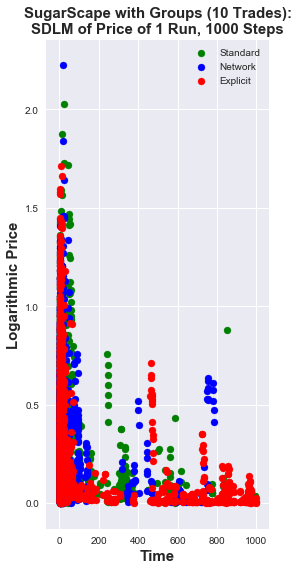 SugarScape with Groups (10 Trades):
SDLM of Price of 1 Run, 1000 Steps
Standard
Network
Explicit
2.0
1.5
1.0
0.5
0.0
Logarithmic Price
0 200 400 600 800 1000
Time